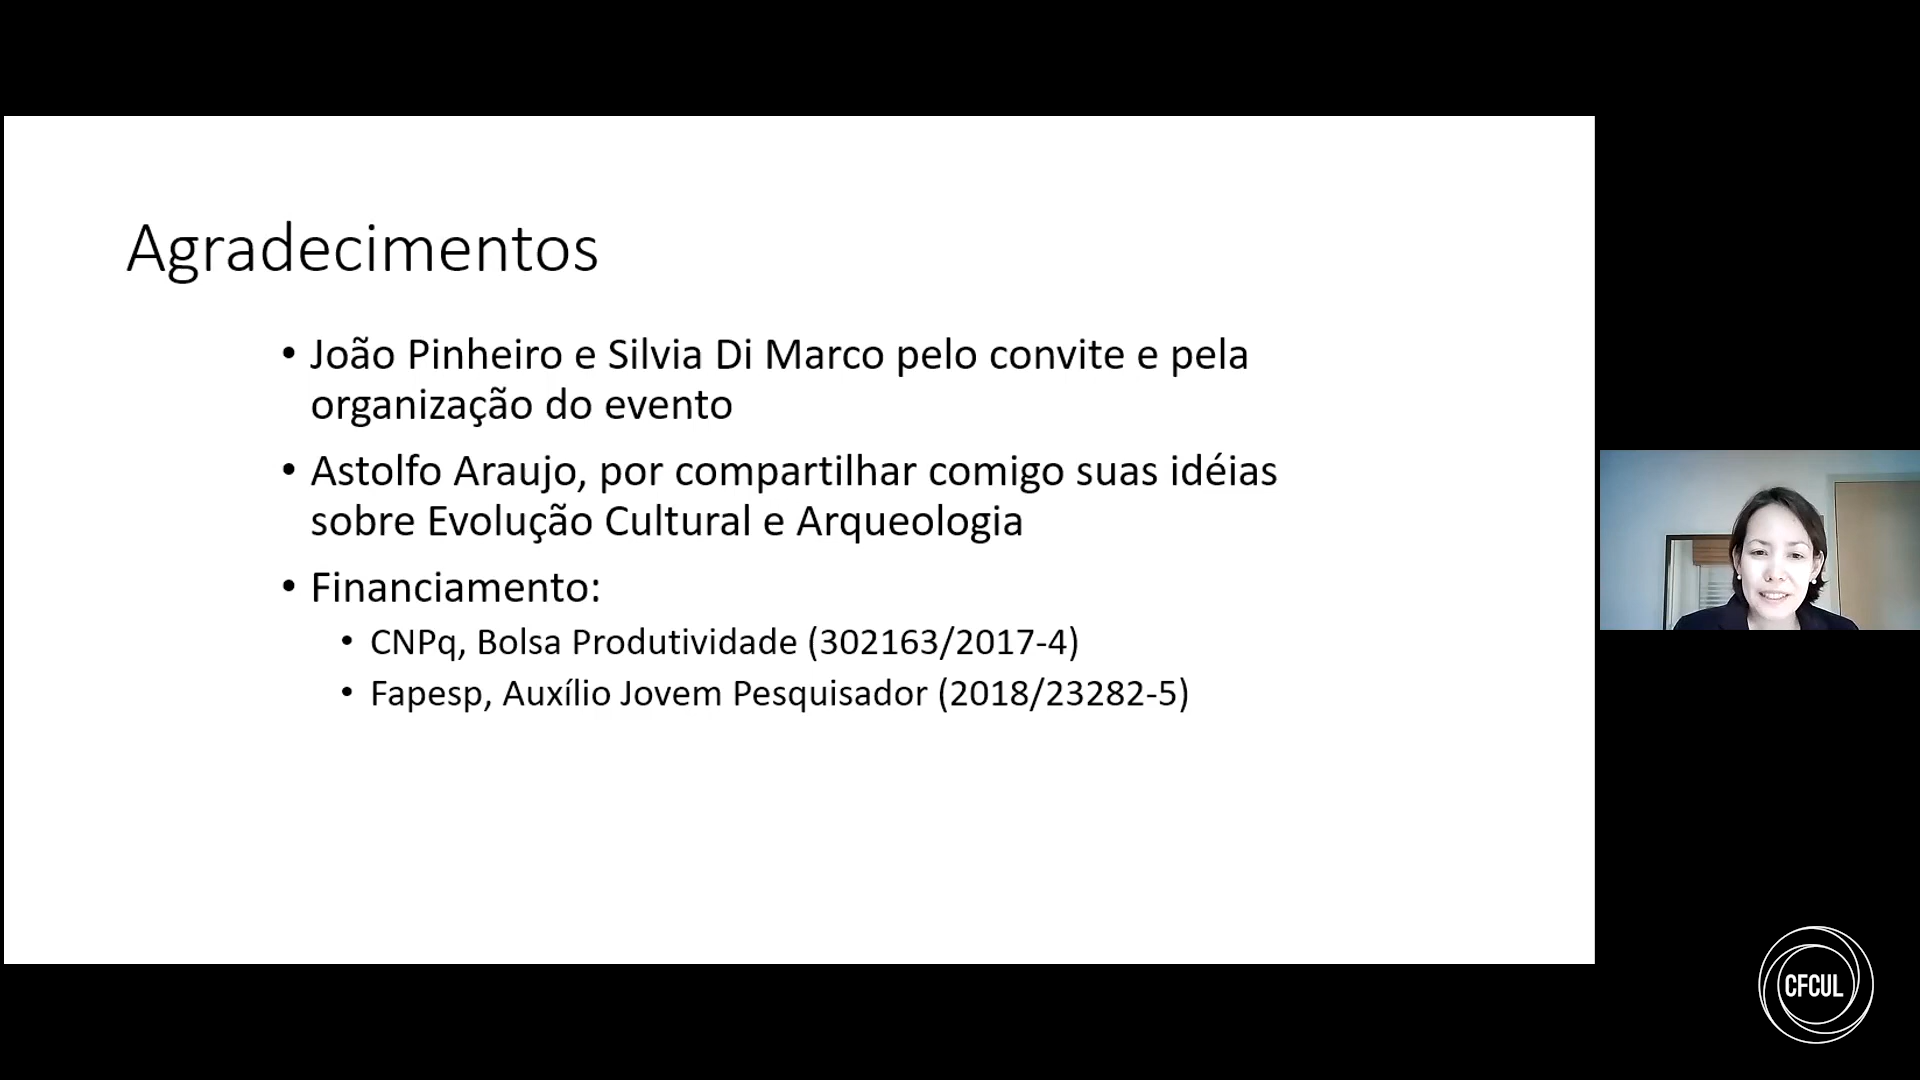 Agradecimentos
• João Pinheiro e Silvia Di Marco pelo convite e pela
organização do evento
• Astolfo Araujo, por compartilhar comigo suas idéias
sobre Evolução Cultural e Arqueologia
• Financiamento:
• CNPq, Bolsa Produtividade (302163/2017-4)
• Fapesp, Auxílio Jovem Pesquisador (2018/23282-5)
CFCUL